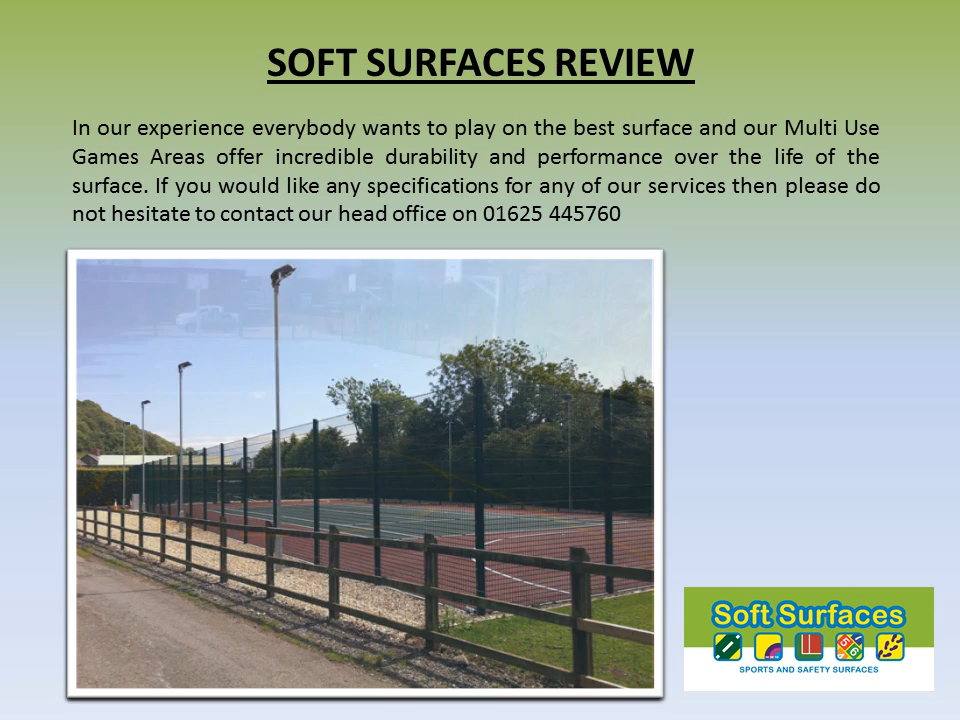 SOFT SURFACES REVIEW
In our experience everybody wants to play on the best surface and our Multi Use
Games Areas offer incredible durability and performance over the life of the
surface. If you would like any specifications for any of our services then please do
not hesitate to contact our head office on 01625 445760
Soft Surfaces
5 6
SPORTS AND SAFETY SURFACES